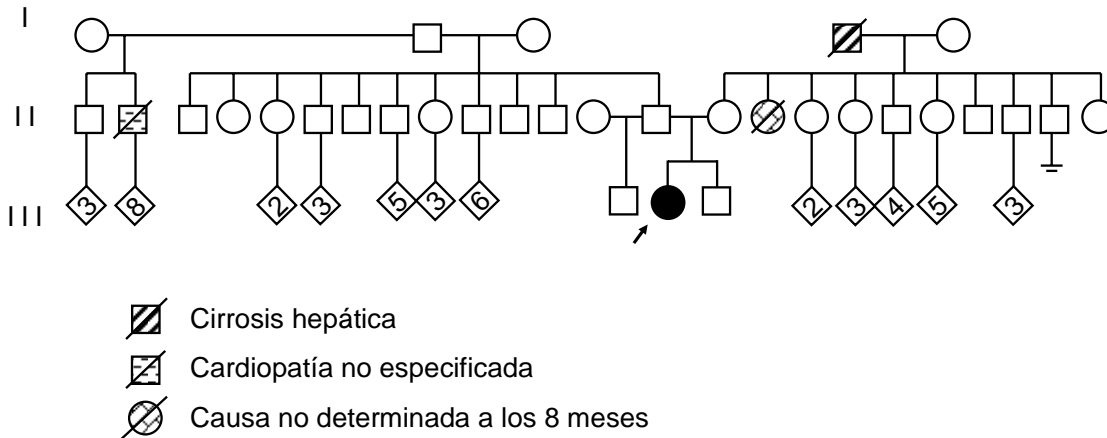 I
II
3 8 2 3 5 3 6 2 3 4 5 3
III
Cirrosis hepática
Cardiopatía no especificada
Causa no determinada a los 8 meses